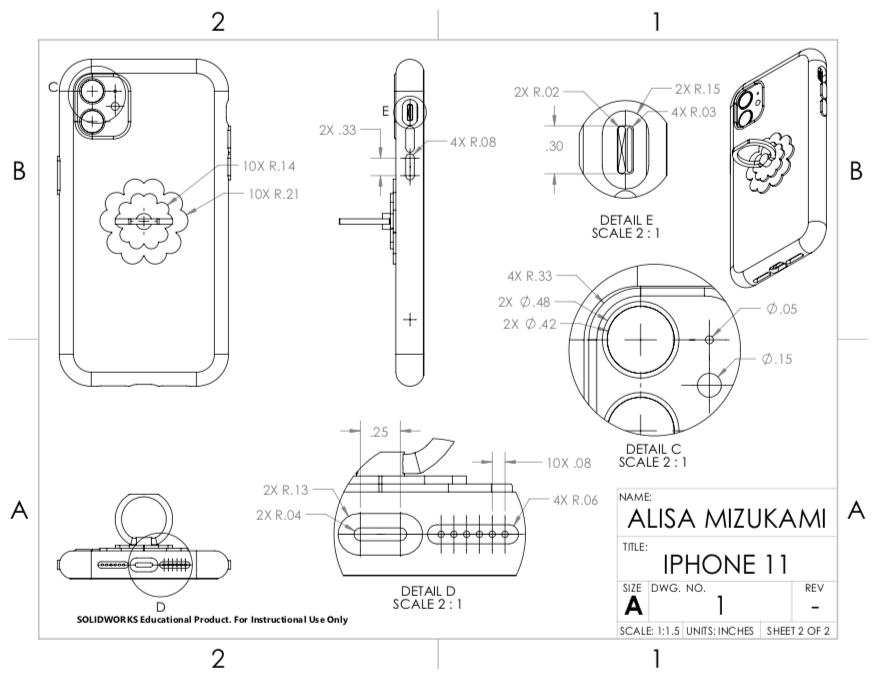 2
1
C
E
2X R.02
2X R.15
4X R.03
2X .33
4X R.08
.30
B
B
10X R.14
10X R.21
DETAIL E
SCALE 2 : 1
4X R.33
2X Ø.48
2X Ø.42
Ø.05
Ø.15
DETAIL C
SCALE 2 : 1
.25
10X .08
2X R.13
2X R.04
4X R.06
A
A
D
DETAIL D
SCALE 2 : 1
SOLIDWORKS Educational Product. For Instructional Use Only
NAME:
ALISA MIZUKAMI
TITLE:
IPHONE 11
SIZE DWG. NO. REV
A 1 -
SCALE: 1:1.5 UNITS: INCHES SHEET 2 OF 2
2
1